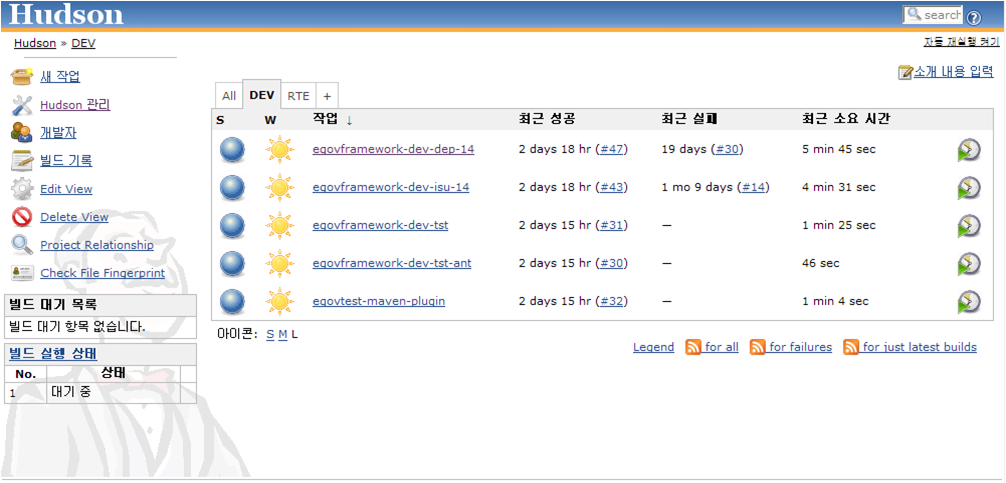 Hudson
search
Hudson » DEV
자동 재실행 켜기
새 작업
Hudson 관리
개발자
빌드 기록
Edit View
Delete View
Project Relationship
Check File Fingerprint
빌드 대기 목록
빌드 대기 항목 없습니다.
빌드 실행 상태
No. 상태
1 대기 중
소개 내용 입력
All DEV RTE +
S W 작업 ↓ 최근 성공 최근 실패 최근 소요 시간
egovframework-dev-dep-14 2 days 18 hr (#47) 19 days (#30) 5 min 45 sec
egovframework-dev-isu-14 2 days 18 hr (#43) 1 mo 9 days (#14) 4 min 31 sec
egovframework-dev-tst 2 days 15 hr (#31) — 1 min 25 sec
egovframework-dev-tst-ant 2 days 15 hr (#30) — 46 sec
egovtest-maven-plugin 2 days 15 hr (#32) — 1 min 4 sec
아이콘: S M L
Legend for all for failures for just latest builds